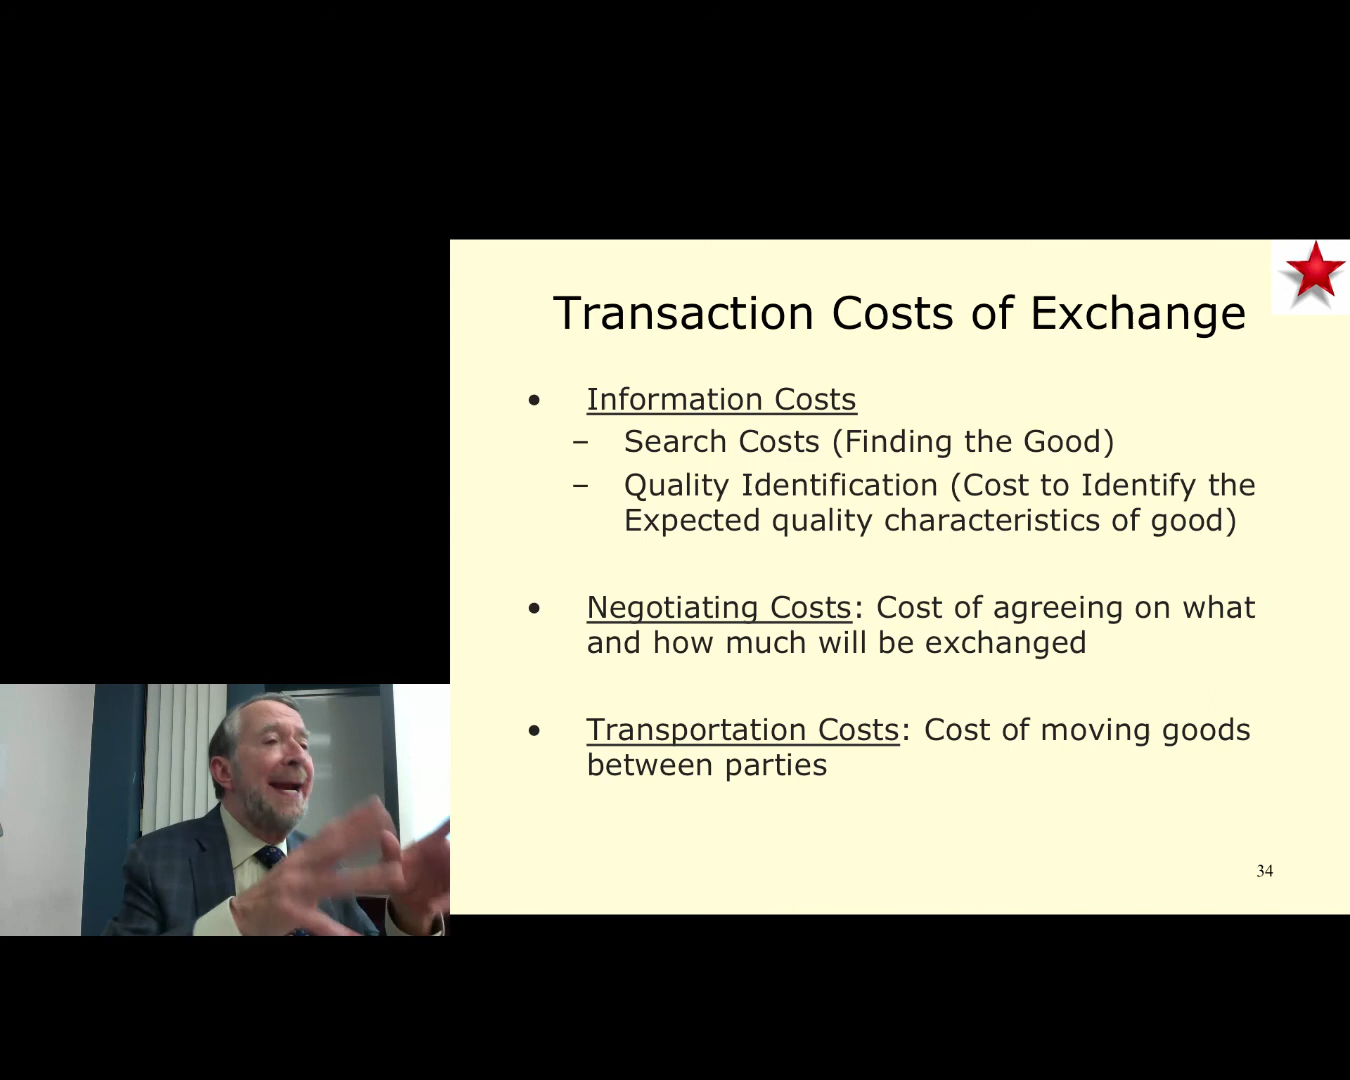 Transaction Costs of Exchange
• Information Costs
– Search Costs (Finding the Good)
– Quality Identification (Cost to Identify the
Expected quality characteristics of good)
• Negotiating Costs: Cost of agreeing on what
and how much will be exchanged
• Transportation Costs: Cost of moving goods
between parties
34